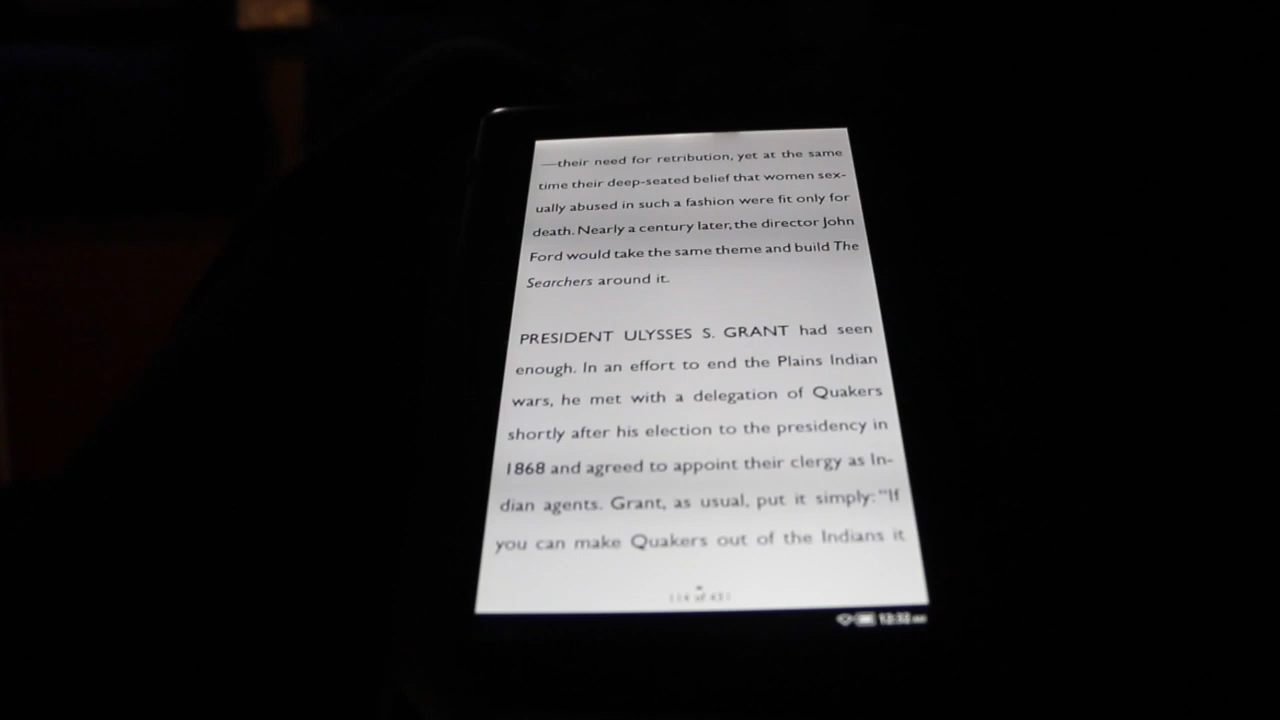 —their need for retribution, yet at the same
time their deep-seated belief that women sex-
ually abused in such a fashion were fit only for
death. Nearly a century later, the director John
Ford would take the same theme and build The
Searchers around it.
PRESIDENT ULYSSES S. GRANT had seen
enough. In an effort to end the Plains Indian
wars, he met with a delegation of Quakers
shortly after his election to the presidency in
1868 and agreed to appoint their clergy as In-
dian agents. Grant, as usual, put it simply: "If
you can make Quakers out of the Indians it